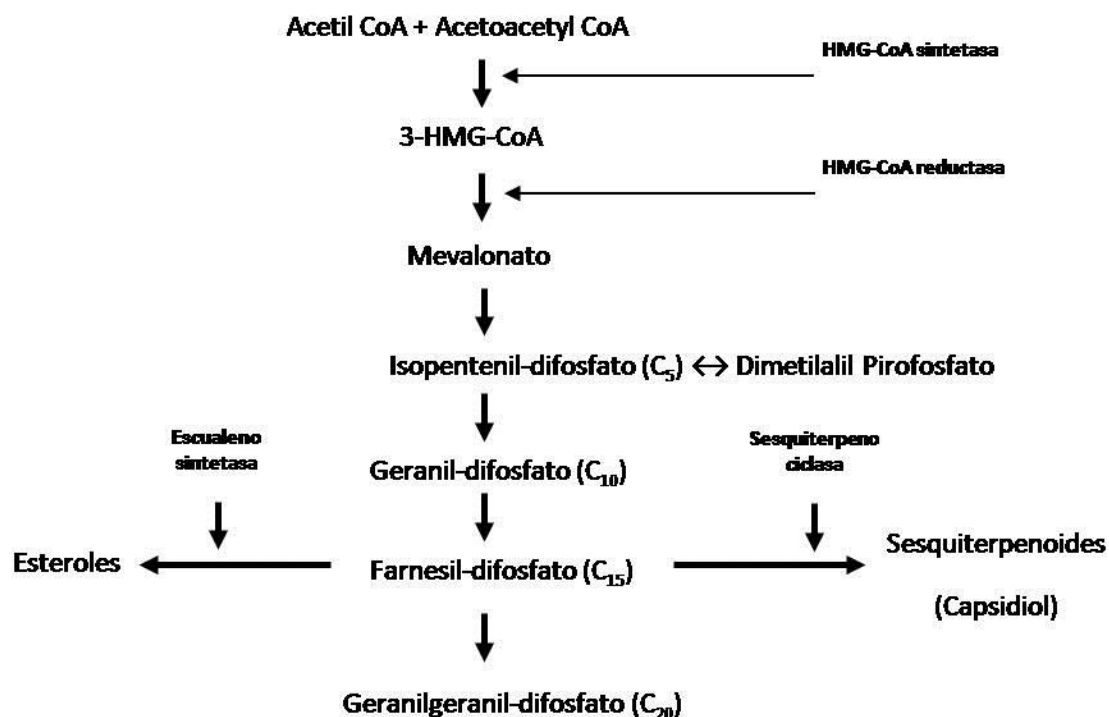 Acetil CoA + Acetoacetyl CoA
HMG-CoA sintetasa
3-HMG-CoA
HMG-CoA reductasa
Mevalonato
Isopentenil-difosfato (C₅) ↔ Dimetilalil Pirofosfato
Escualeno
sintetasa
Sesquiterpeno
ciclasa
Geranil-difosfato (C₁₀)
Esteroles
Farnesil-difosfato (C₁₅)
Sesquiterpenoides
(Capsidiol)
Geranilgeranil-difosfato (C₂₀)